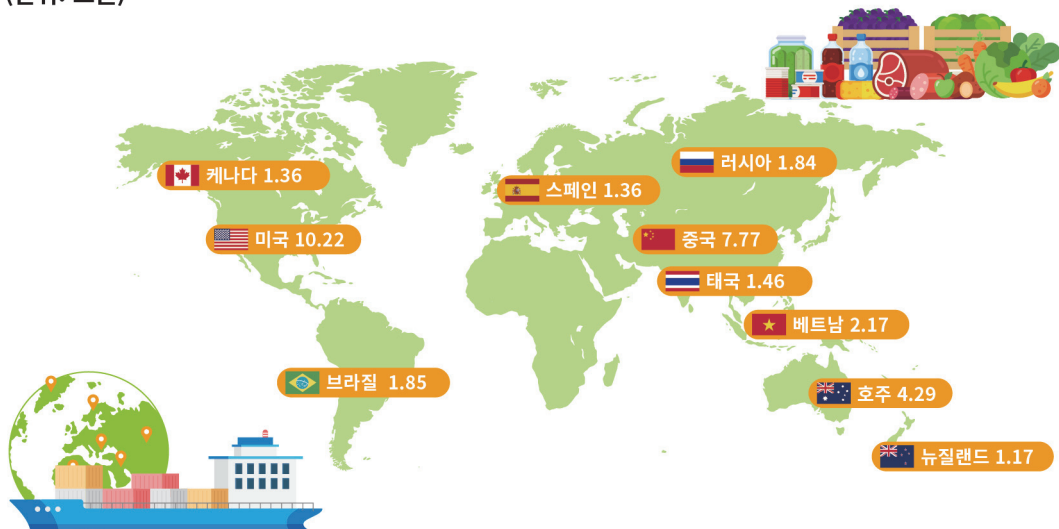 케나다 1.36
러시아 1.84
스페인 1.36
미국 10.22
중국 7.77
태국 1.46
베트남 2.17
브라질 1.85
호주 4.29
뉴질랜드 1.17